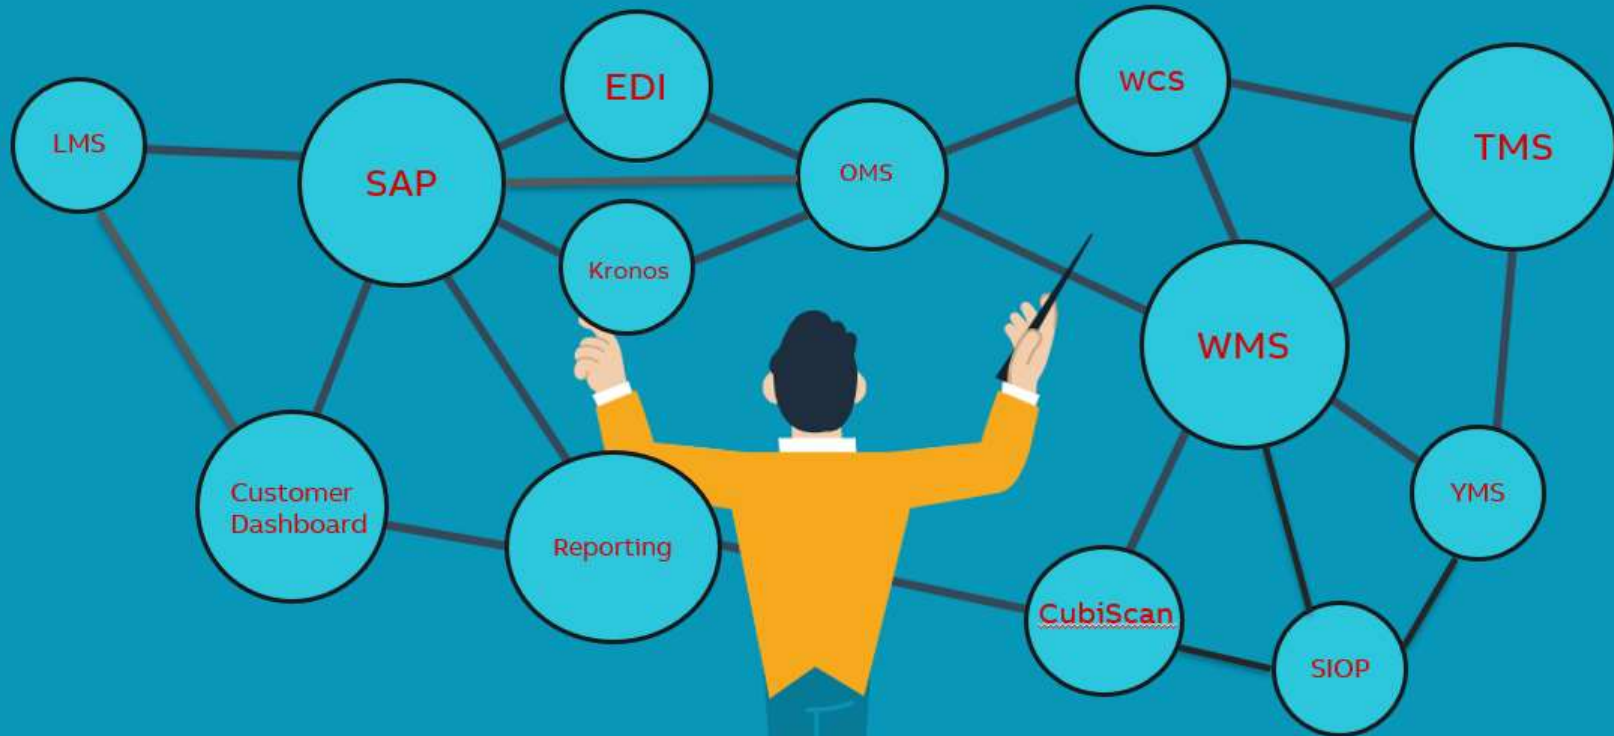 LMS
SAP
EDI
Kronos
OMS
WCS
TMS
WMS
Customer
Dashboard
Reporting
CubiScan
SIOP
YMS